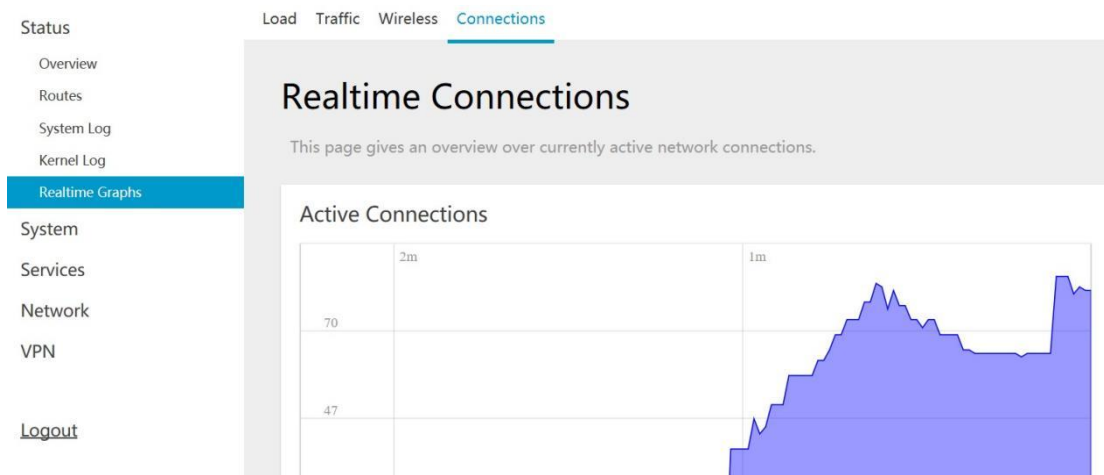 Status
Overview
Routes
System Log
Kernel Log
Realtime Graphs
System
Services
Network
VPN
Logout
Load Traffic Wireless Connections
Realtime Connections
This page gives an overview over currently active network connections.
Active Connections
2m 1m
70
47